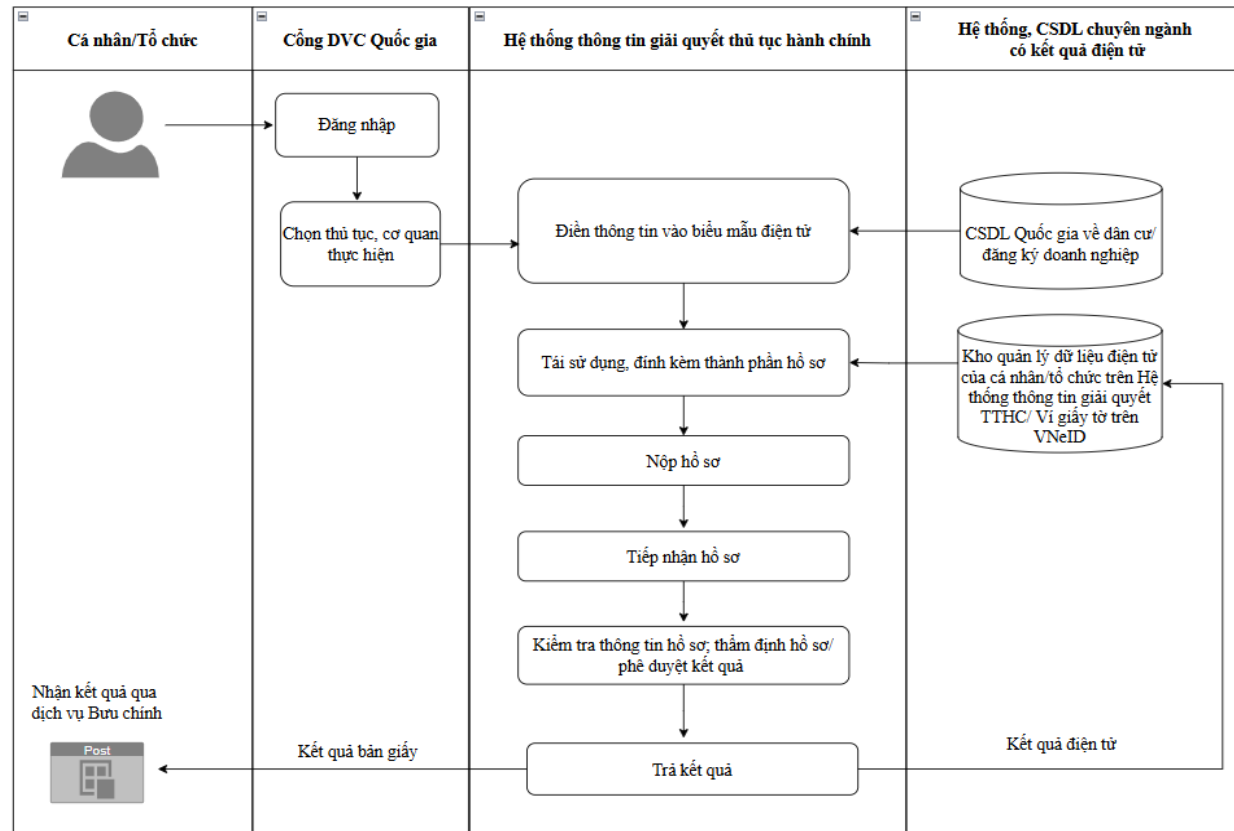 Cá nhân/Tổ chức
Cổng DVC Quốc gia
Hệ thống thông tin giải quyết thủ tục hành chính
Hệ thống, CSDL chuyên ngành
có kết quả điện tử
Đăng nhập
Chọn thủ tục, cơ quan
thực hiện
Điền thông tin vào biểu mẫu điện tử
CSDL Quốc gia về dân cư/
đăng ký doanh nghiệp
Tái sử dụng, đính kèm thành phần hồ sơ
Kho quản lý dữ liệu điện tử
của cá nhân/tổ chức trên Hệ
thống thông tin giải quyết
TTHC/ Ví giấy tờ trên
VNeID
Nộp hồ sơ
Tiếp nhận hồ sơ
Kiểm tra thông tin hồ sơ; thẩm định hồ sơ/
phê duyệt kết quả
Nhận kết quả qua
dịch vụ Bưu chính
Post
Kết quả bản giấy
Trả kết quả
Kết quả điện tử